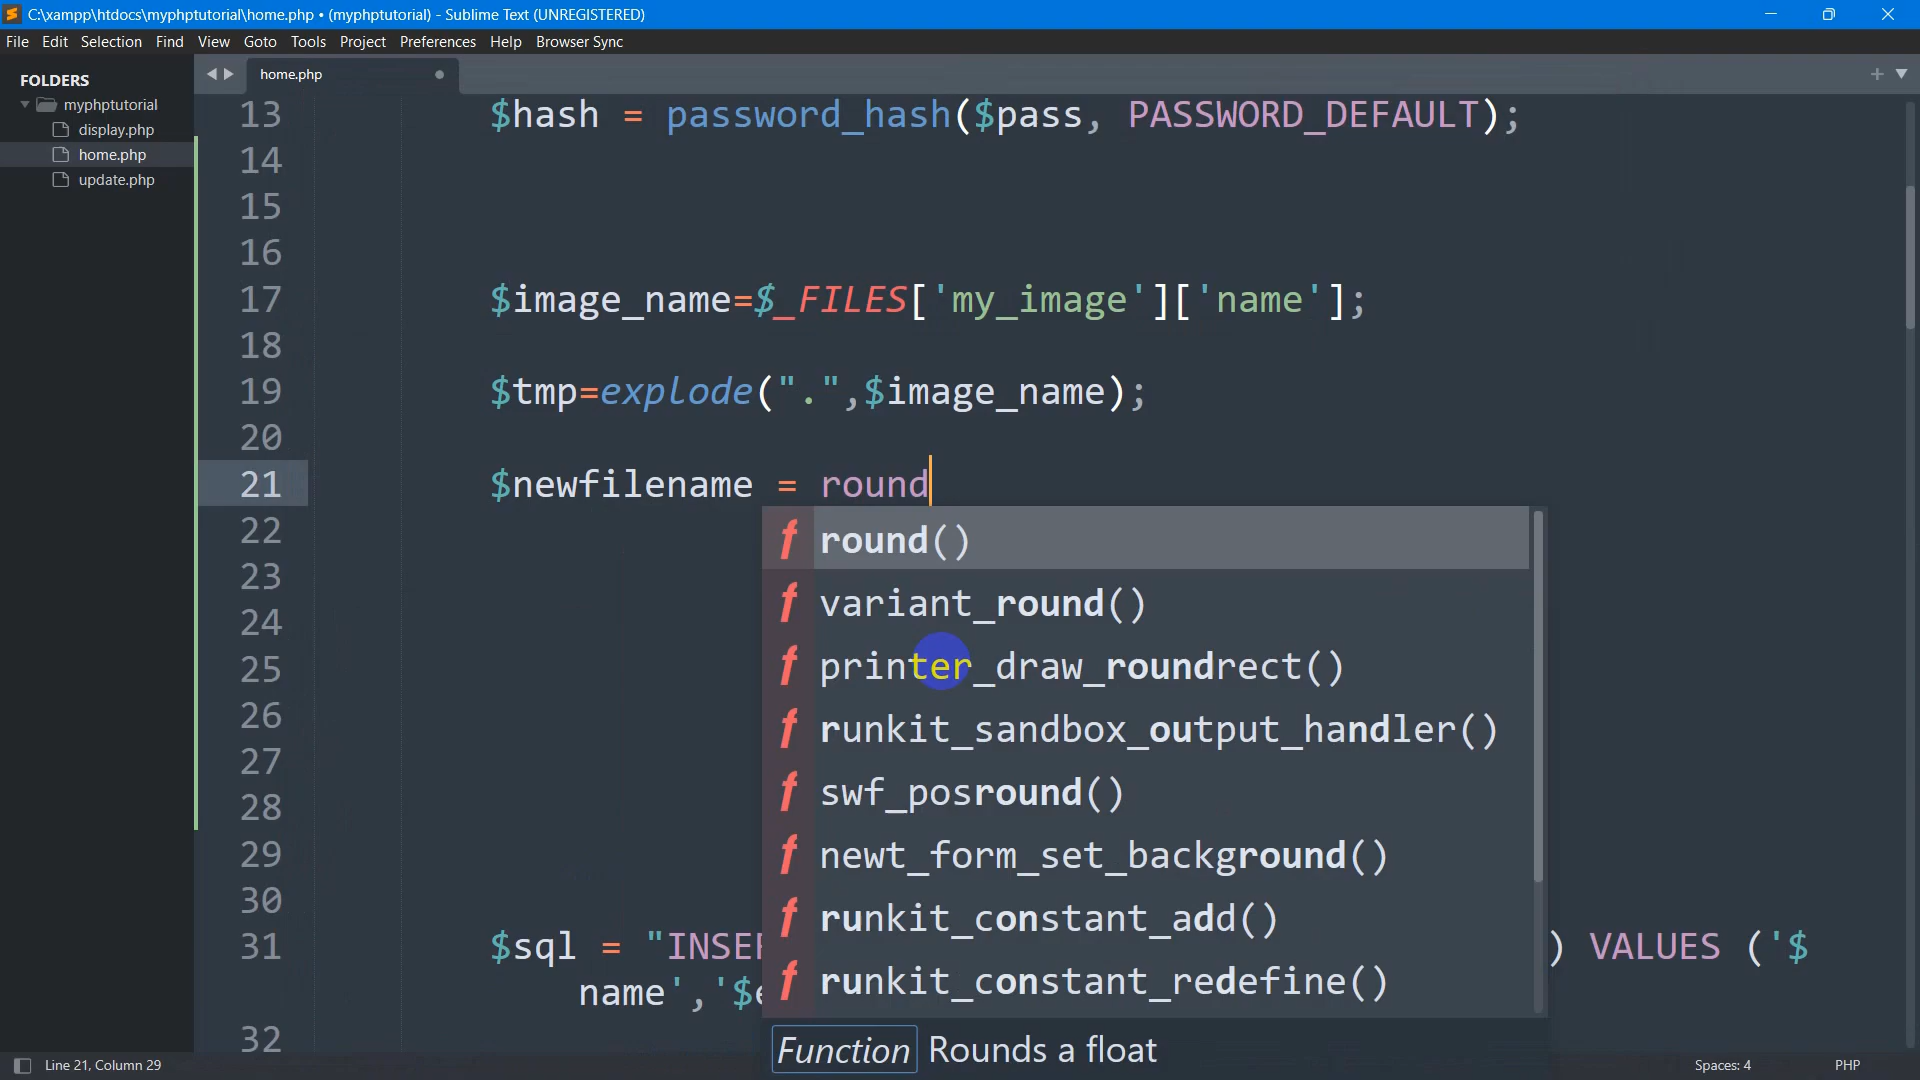 C:\xampp\htdocs\myphptutorial\home.php • (myphptutorial) - Sublime Text (UNREGISTERED)
File Edit Selection Find View Goto Tools Project Preferences Help Browser Sync
FOLDERS
myphptutorial
display.php
home.php
update.php
home.php
13 $hash = password_hash($pass, PASSWORD_DEFAULT);
14
15
16
17 $image_name=$_FILES['my_image']['name'];
18
19 $tmp=explode(".",$image_name);
20
21 $newfilename = round
22
23
24
25
26
27
28
29
30
31 $sql = "INSE ) VALUES ('$
name','$e
32
f round()
f variant_round()
f printer_draw_roundrect()
f runkit_sandbox_output_handler()
f swf_posround()
f newt_form_set_background()
f runkit_constant_add()
f runkit_constant_redefine()
Function Rounds a float
Line 21, Column 29
Spaces: 4
PHP